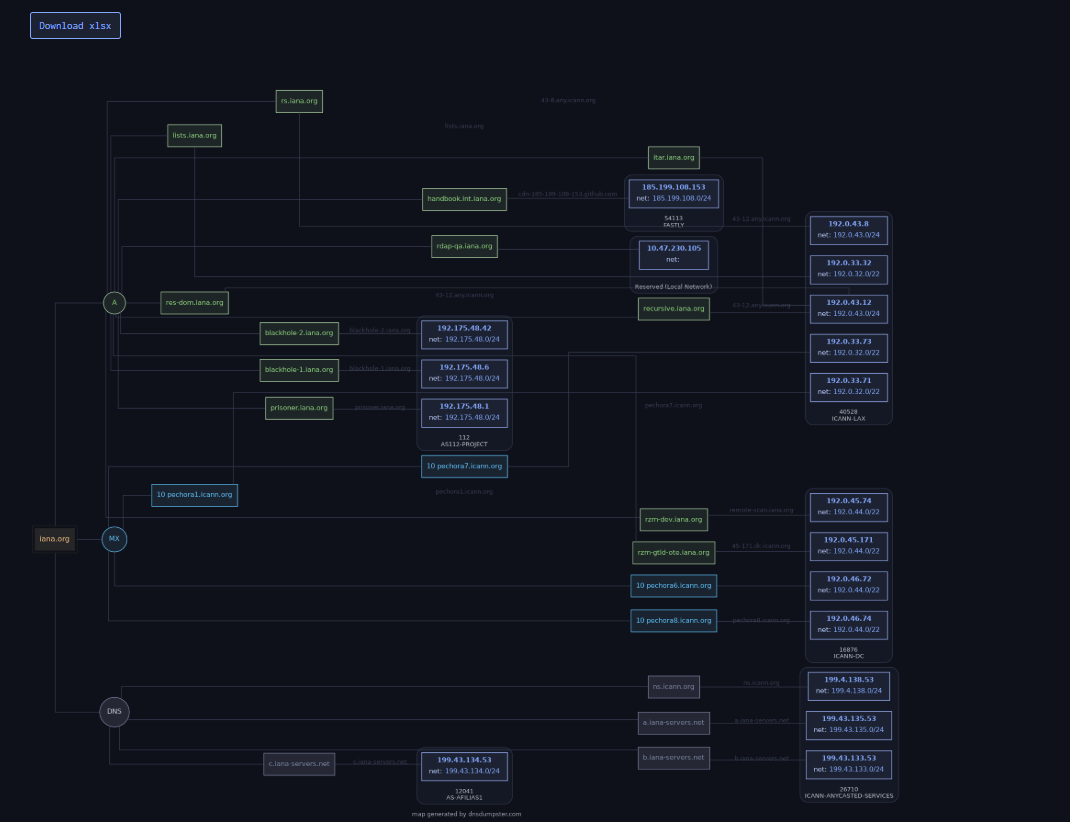 Download xlsx
rs.iana.org
43-8.any.icann.org
lists.iana.org
lists.iana.org
itar.iana.org
185.199.108.153
net: 185.199.108.0/24
handbook.int.iana.org
cdn-185-199-108-153.github.com
54113
FASTLY
43-12.any.icann.org
192.0.43.8
net: 192.0.43.0/24
rdap-qa.iana.org
10.47.230.105
net:
Reserved (Local Network)
192.0.33.32
net: 192.0.32.0/22
43-12.any.icann.org
A
res-dom.iana.org
recursive.iana.org
43-12.any.icann.org
192.0.43.12
net: 192.0.43.0/24
blackhole-2.iana.org
blackhole-2.iana.org
192.175.48.42
net: 192.175.48.0/24
192.0.33.73
net: 192.0.32.0/22
blackhole-1.iana.org
blackhole-1.iana.org
192.175.48.6
net: 192.175.48.0/24
192.0.33.71
net: 192.0.32.0/22
prisoner.iana.org
prisoner.iana.org
192.175.48.1
net: 192.175.48.0/24
pechora7.icann.org
40528
ICANN-LAX
112
AS112-PROJECT
10 pechora7.icann.org
10 pechora1.icann.org
pechora1.icann.org
192.0.45.74
net: 192.0.44.0/22
rzm-dev.iana.org
iana.org
MX
rzm-gtld-ote.iana.org
45-171.dc.icann.org
192.0.45.171
net: 192.0.44.0/22
10 pechora6.icann.org
192.0.46.72
net: 192.0.44.0/22
10 pechora8.icann.org
pechora8.icann.org
192.0.46.74
net: 192.0.44.0/22
16876
ICANN-DC
ns.icann.org
ns.icann.org
199.4.138.53
net: 199.4.138.0/24
DNS
a.iana-servers.net
a.iana-servers.net
199.43.135.53
net: 199.43.135.0/24
b.iana-servers.net
b.iana-servers.net
199.43.133.53
net: 199.43.133.0/24
c.iana-servers.net
c.iana-servers.net
199.43.134.53
net: 199.43.134.0/24
12041
AS-AFILIAS1
26710
ICANN-ANYCASTED-SERVICES
map generated by dnsdumpster.com